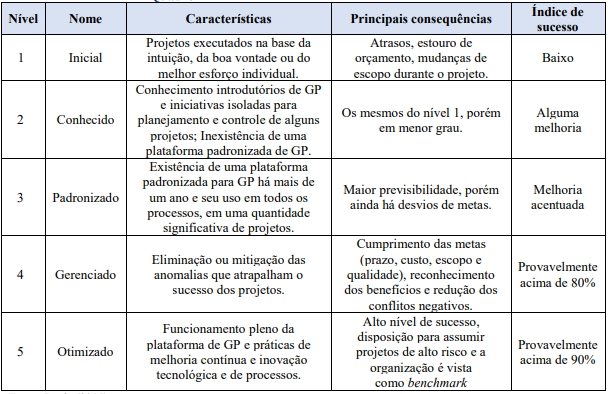 Nível Nome Características Principais consequências Índice de
sucesso
1 Inicial Projetos executados na base da
intuição, da boa vontade ou do
melhor esforço individual.
Atrasos, estouro de
orçamento, mudanças de
escopo durante o projeto.
Baixo
2 Conhecido Conhecimento introdutórios de GP
e iniciativas isoladas para
planejamento e controle de alguns
projetos; Inexistência de uma
plataforma padronizada de GP.
Os mesmos do nível 1, porém
em menor grau.
Alguma
melhoria
3 Padronizado Existência de uma plataforma
padronizada para GP há mais de
um ano e seu uso em todos os
processos, em uma quantidade
significativa de projetos.
Maior previsibilidade, porém
ainda há desvios de metas.
Melhoria
acentuada
4 Gerenciado Eliminação ou mitigação das
anomalias que atrapalham o
sucesso dos projetos.
Cumprimento das metas
(prazo, custo, escopo e
qualidade), reconhecimento
dos benefícios e redução dos
conflitos negativos.
Provavelmente
acima de 80%
5 Otimizado Funcionamento pleno da
plataforma de GP e práticas de
melhoria contínua e inovação
tecnológica e de processos.
Alto nível de sucesso,
disposição para assumir
projetos de alto risco e a
organização é vista
como benchmark
Provavelmente
acima de 90%